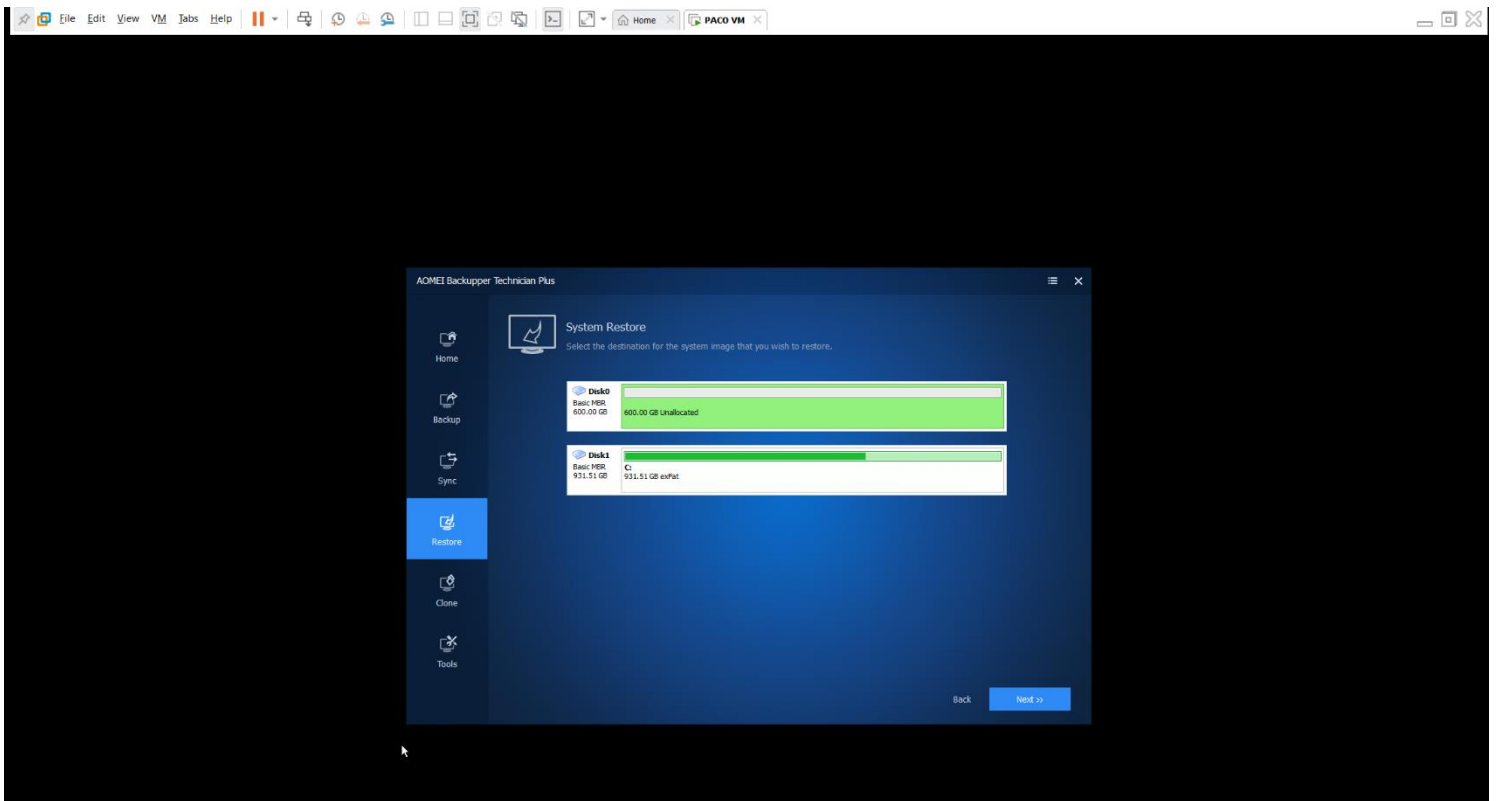 File Edit View VM Tabs Help Home PACO VM
AOMEI Backupper Technician Plus
Home
Backup
Sync
Restore
Clone
Tools
System Restore
Select the destination for the system image that you wish to restore.
Disk0
Basic MBR
600.00 GB
600.00 GB Unallocated
Disk1
Basic MBR
931.51 GB
C:
931.51 GB exFat
Back Next >>